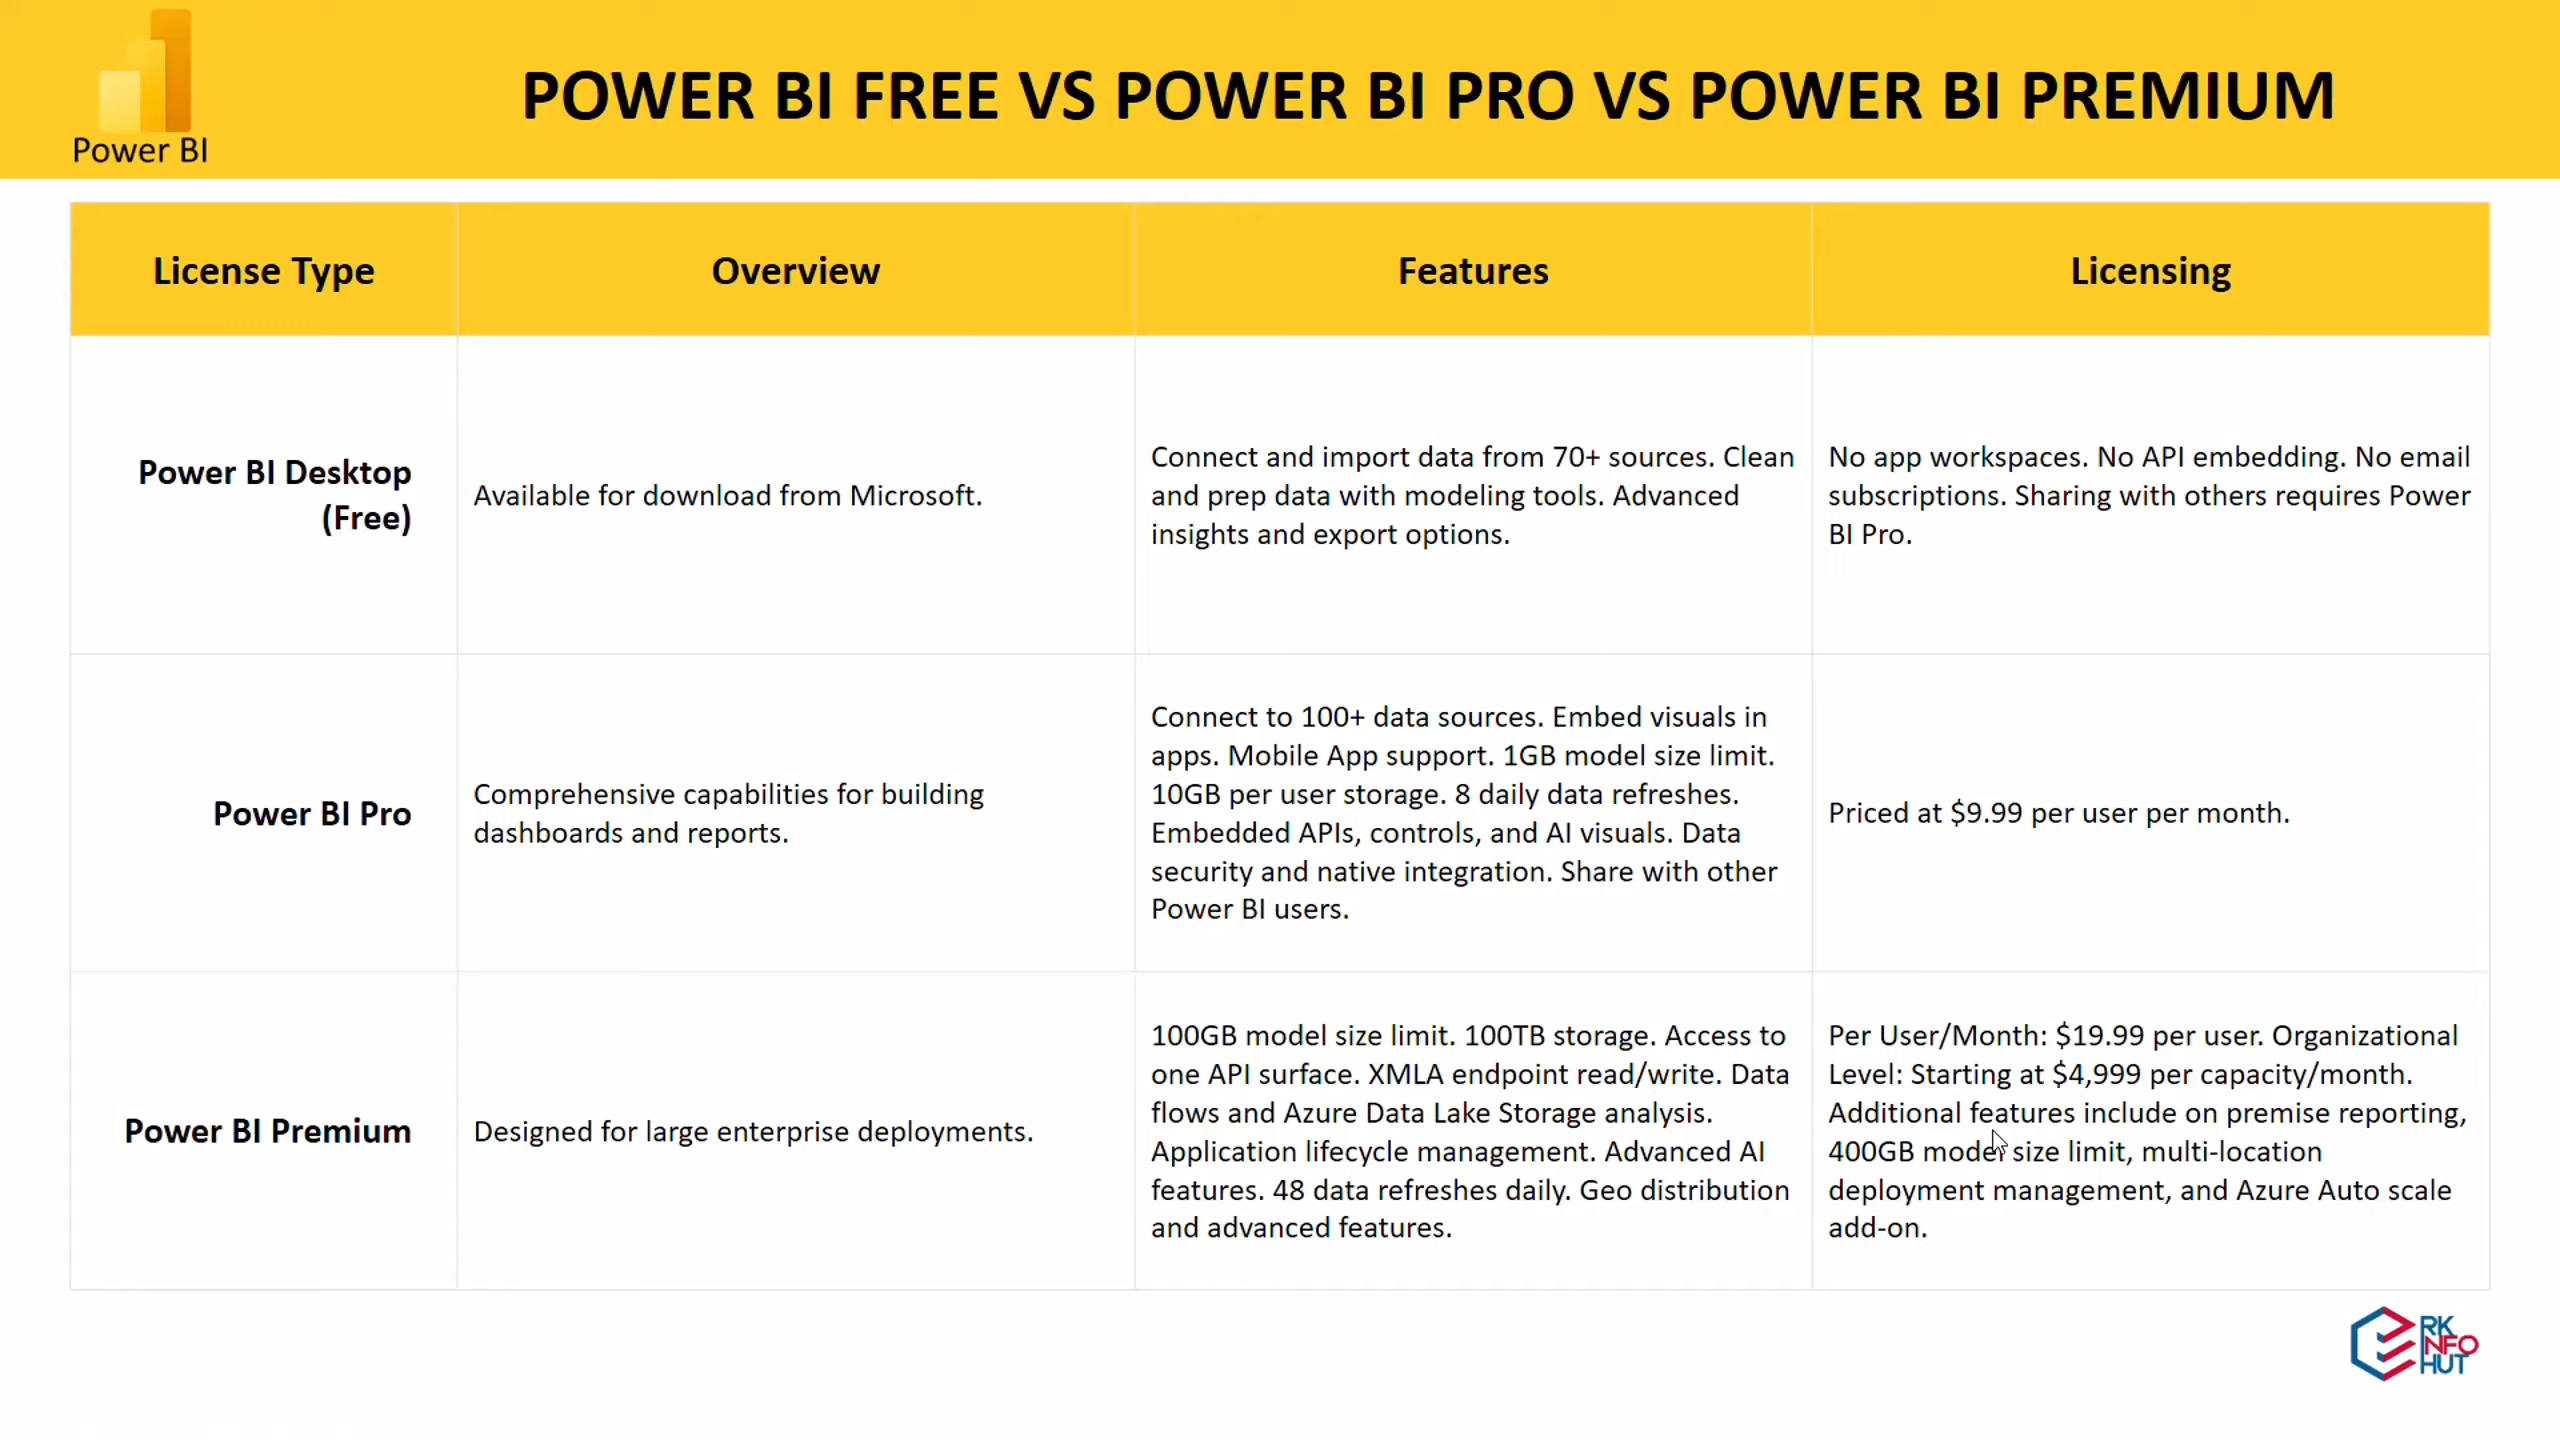 Power BI
POWER BI FREE VS POWER BI PRO VS POWER BI PREMIUM
License Type
Overview
Features
Licensing
Power BI Desktop
(Free)
Available for download from Microsoft.
Connect and import data from 70+ sources. Clean
and prep data with modeling tools. Advanced
insights and export options.
No app workspaces. No API embedding. No email
subscriptions. Sharing with others requires Power
BI Pro.
Power BI Pro
Comprehensive capabilities for building
dashboards and reports.
Connect to 100+ data sources. Embed visuals in
apps. Mobile App support. 1GB model size limit.
10GB per user storage. 8 daily data refreshes.
Embedded APIs, controls, and AI visuals. Data
security and native integration. Share with other
Power BI users.
Priced at $9.99 per user per month.
Power BI Premium
Designed for large enterprise deployments.
100GB model size limit. 100TB storage. Access to
one API surface. XMLA endpoint read/write. Data
flows and Azure Data Lake Storage analysis.
Application lifecycle management. Advanced AI
features. 48 data refreshes daily. Geo distribution
and advanced features.
Per User/Month: $19.99 per user. Organizational
Level: Starting at $4,999 per capacity/month.
Additional features include on premise reporting,
400GB model size limit, multi-location
deployment management, and Azure Auto scale
add-on.
RK
INFO
HUT